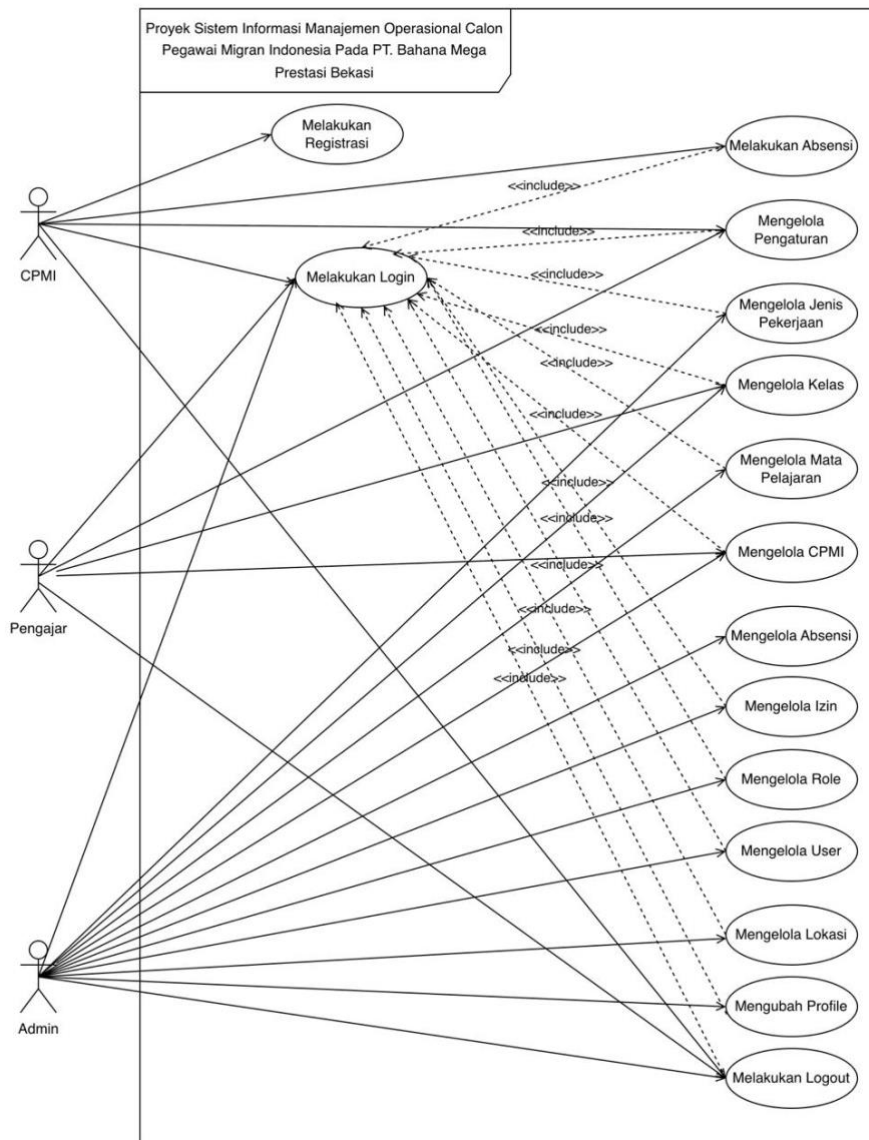 Proyek Sistem Informasi Manajemen Operasional Calon
Pegawai Migran Indonesia Pada PT. Bahana Mega
Prestasi Bekasi
Melakukan
Registrasi
Melakukan Absensi
<<include>>
CPMI
Mengelola
Pengaturan
<<include>>
Melakukan Login
<<include>>
Mengelola Jenis
Pekerjaan
<<include>>
Mengelola Kelas
<<include>>
<<include>>
Mengelola Mata
Pelajaran
<<include>>
<<include>>
Mengelola CPMI
<<include>>
Pengajar
<<include>>
Mengelola Absensi
<<include>>
<<include>>
Mengelola Izin
Mengelola Role
Mengelola User
Mengelola Lokasi
Admin
Mengubah Profile
Melakukan Logout